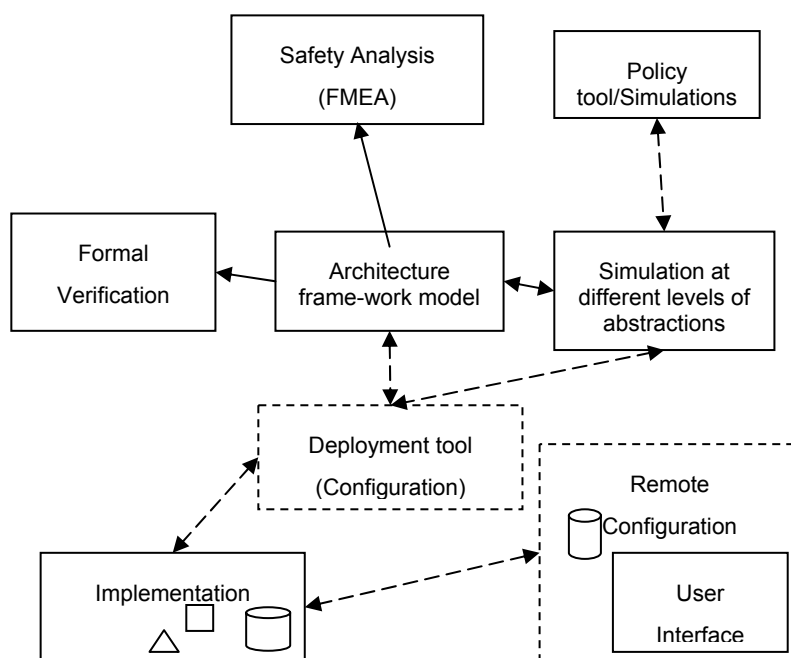 Safety Analysis
(FMEA)
Policy
tool/Simulations
Formal
Verification
Architecture
frame-work model
Simulation at
different levels of
abstractions
Deployment tool
(Configuration)
Remote
Configuration
User
Interface
Implementation